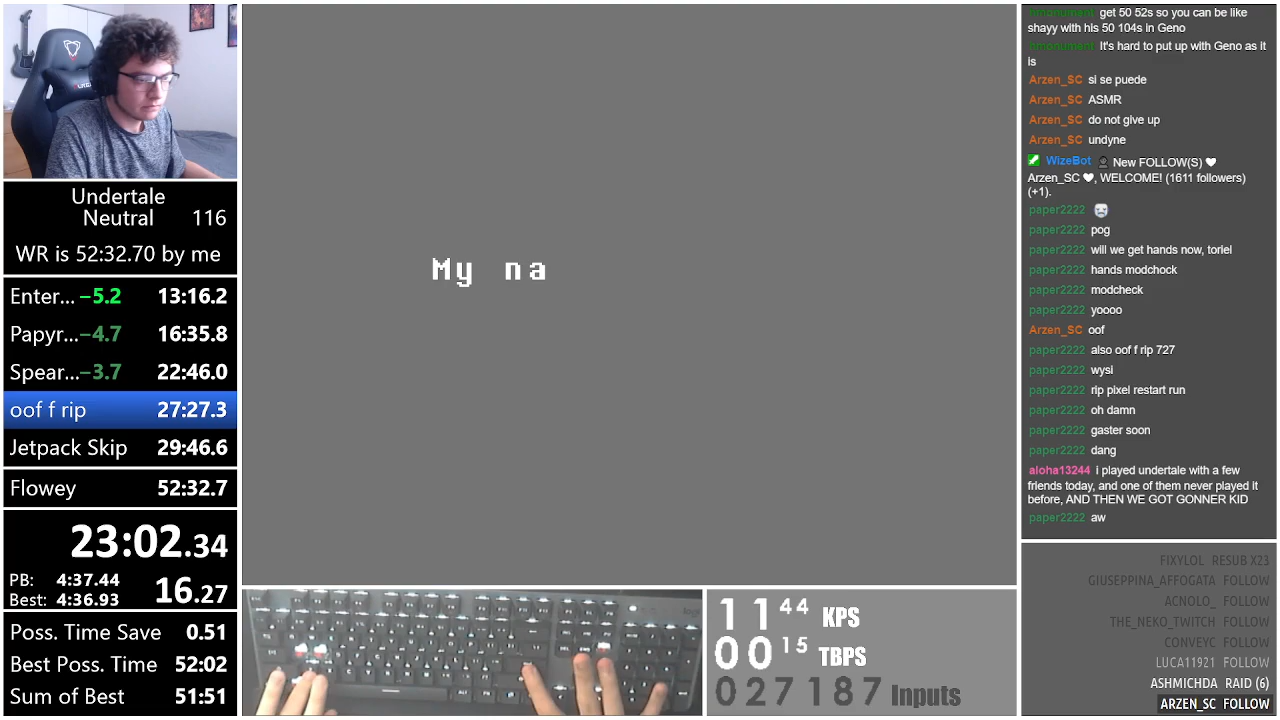 Undertale
Neutral 116
WR is 52:32.70 by me
Enter... −5.2 13:16.2
Papyr... −4.7 16:35.8
Spear... −3.7 22:46.0
oof f rip 27:27.3
Jetpack Skip 29:46.6
Flowey 52:32.7
23:02.34
PB: 4:37.44
Best: 4:36.93
16.27
Poss. Time Save 0.51
Best Poss. Time 52:02
Sum of Best 51:51
My na
11 44 KPS
00 15 TBPS
027187 Inputs
get 50 52s so you can be like
shayy with his 50 104s in Geno
It's hard to put up with Geno as it
is
Arzen_SC si se puede
Arzen_SC ASMR
Arzen_SC do not give up
Arzen_SC undyne
WizeBot New FOLLOW(S)
Arzen_SC , WELCOME! (1611 followers)
(+1).
paper2222
paper2222 pog
paper2222 will we get hands now, toriel
paper2222 hands modchock
paper2222 modcheck
paper2222 yoooo
Arzen_SC oof
paper2222 also oof f rip 727
paper2222 wysi
paper2222 rip pixel restart run
paper2222 oh damn
paper2222 gaster soon
paper2222 dang
aloha13244 i played undertale with a few
friends today, and one of them never played it
before, AND THEN WE GOT GONNER KID
paper2222 aw
FIXYLOL RESUB X23
GIUSEPPINA_AFFOGATA FOLLOW
ACNOLO_ FOLLOW
THE_NEKO_TWITCH FOLLOW
CONVEYC FOLLOW
LUCA11921 FOLLOW
ASHMICHDA RAID (6)
ARZEN_SC FOLLOW